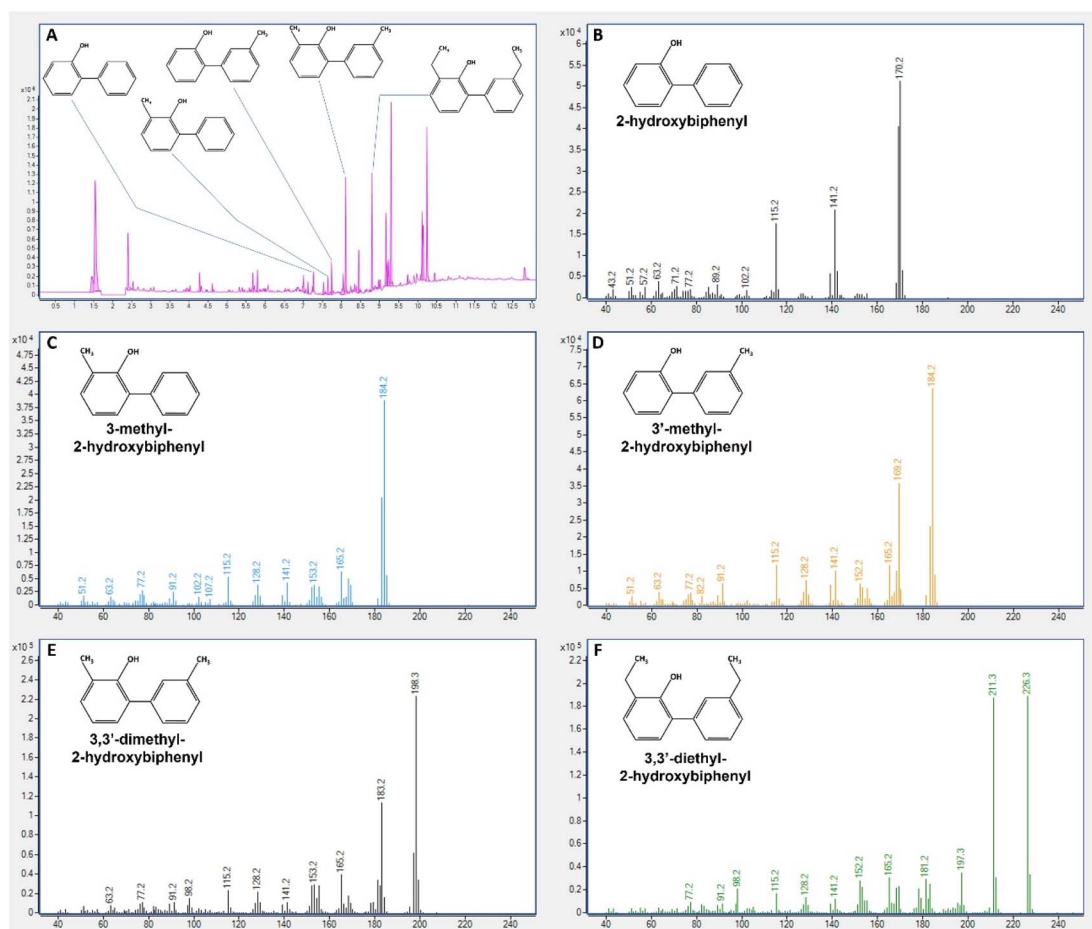 A
OH
OH
CH₃
CH₃
OH
CH₃
CH₃
CH₃
OH
CH₃
OH
2.1
×10⁴
2
1.9
1.8
1.7
1.6
1.5
1.4
1.3
1.2
1.1
1
0.9
0.8
0.7
0.6
0.5
0.4
0.3
0.2
0.1
0
0.5 1 1.5 2 2.5 3 3.5 4 4.5 5 5.5 6 6.5 7 7.5 8 8.5 9 9.5 10 10.5 11 11.5 12 12.5 13
B
×10⁴
OH
2-hydroxybiphenyl
6
5.5
5
4.5
4
3.5
3
2.5
2
1.5
1
0.5
0
43.2 51.2 57.2 63.2 71.2 77.2 89.2 102.2 115.2 141.2 170.2
40 60 80 100 120 140 160 180 200 220 240
C
×10⁴
CH₃
OH
3-methyl-
2-hydroxybiphenyl
4.75
4.5
4.25
4
3.75
3.5
3.25
3
2.75
2.5
2.25
2
1.75
1.5
1.25
1
0.75
0.5
0.25
0
51.2 63.2 77.2 91.2 102.2 107.2 115.2 128.2 141.2 153.2 165.2 184.2
40 60 80 100 120 140 160 180 200 220 240
D
×10⁴
OH
CH₃
3'-methyl-
2-hydroxybiphenyl
7.5
7
6.5
6
5.5
5
4.5
4
3.5
3
2.5
2
1.5
1
0.5
0
51.2 63.2 77.2 82.2 91.2 115.2 128.2 141.2 152.2 165.2 169.2 184.2
40 60 80 100 120 140 160 180 200 220 240
E
×10⁵
CH₃
OH
CH₃
3,3'-dimethyl-
2-hydroxybiphenyl
2.6
2.4
2.2
2
1.8
1.6
1.4
1.2
1
0.8
0.6
0.4
0.2
0
63.2 77.2 91.2 98.2 115.2 128.2 141.2 153.2 165.2 183.2 198.3
40 60 80 100 120 140 160 180 200 220 240
F
×10⁵
CH₃
OH
CH₃
3,3'-diethyl-
2-hydroxybiphenyl
2.2
2
1.8
1.6
1.4
1.2
1
0.8
0.6
0.4
0.2
0
77.2 91.2 98.2 115.2 128.2 141.2 152.2 165.2 181.2 197.3 211.3 226.3
40 60 80 100 120 140 160 180 200 220 240